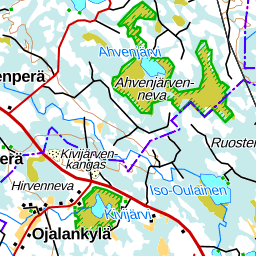 Ahvenjärvi
enperä
Ahvenjärven-
neva
Ruosten
Kivijärven-
kangas
erä
Hirvenneva
Iso-Oulainen
Kivijärvi
Ojalankylä